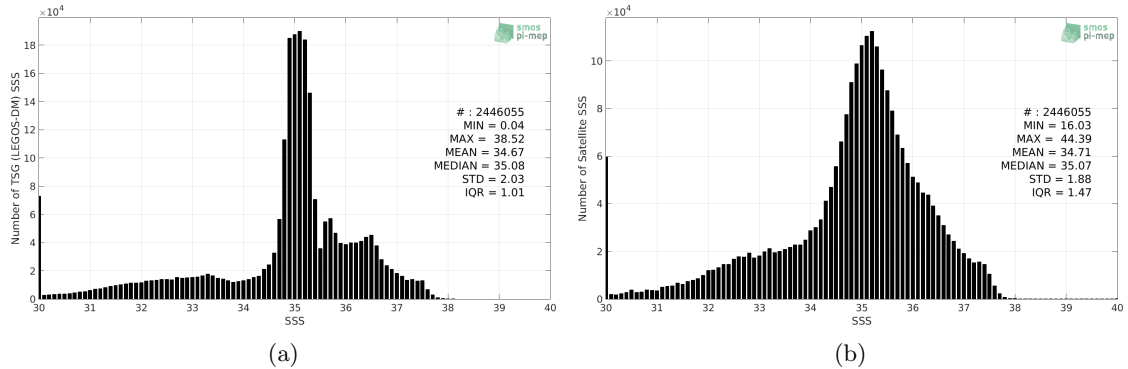 ×10⁴
smos
pi-mep
Number of TSG (LEGOS-DM) SSS
18
16
14
12
10
8
6
4
2
0
# : 2446055
MIN = 0.04
MAX = 38.52
MEAN = 34.67
MEDIAN = 35.08
STD = 2.03
IQR = 1.01
30 31 32 33 34 35 36 37 38 39 40
SSS
(a)
×10⁴
smos
pi-mep
Number of Satellite SSS
10
8
6
4
2
0
# : 2446055
MIN = 16.03
MAX = 44.39
MEAN = 34.71
MEDIAN = 35.07
STD = 1.88
IQR = 1.47
30 31 32 33 34 35 36 37 38 39 40
SSS
(b)